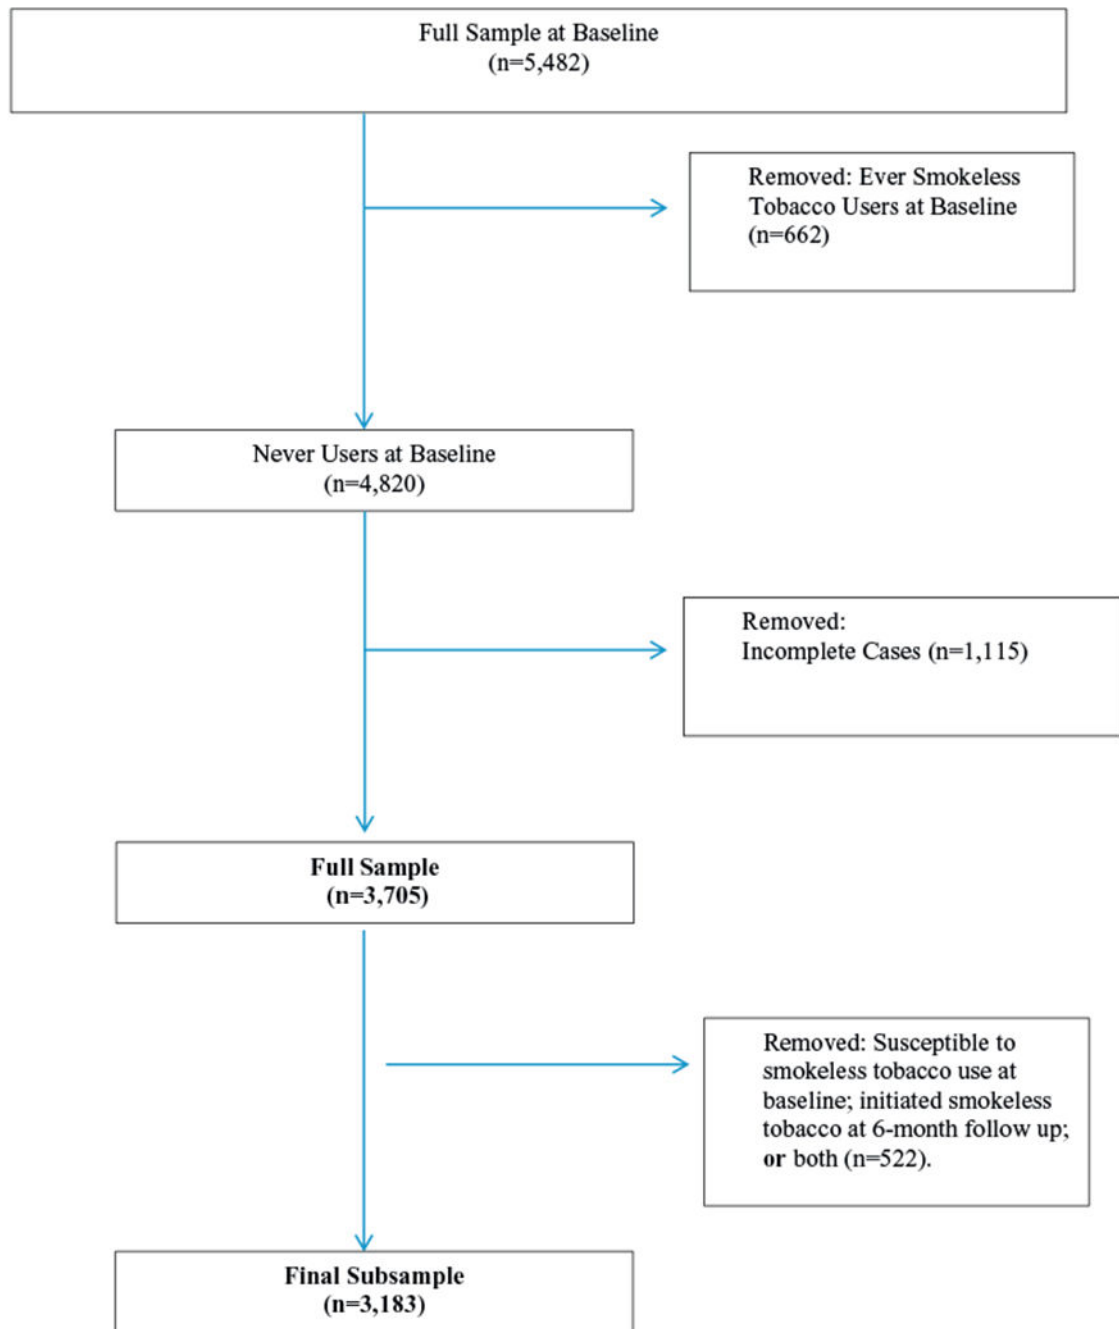 Full Sample at Baseline
(n=5,482)
Removed: Ever Smokeless
Tobacco Users at Baseline
(n=662)
Never Users at Baseline
(n=4,820)
Removed:
Incomplete Cases (n=1,115)
Full Sample
(n=3,705)
Removed: Susceptible to
smokeless tobacco use at
baseline; initiated smokeless
tobacco at 6-month follow up;
or both (n=522).
Final Subsample
(n=3,183)